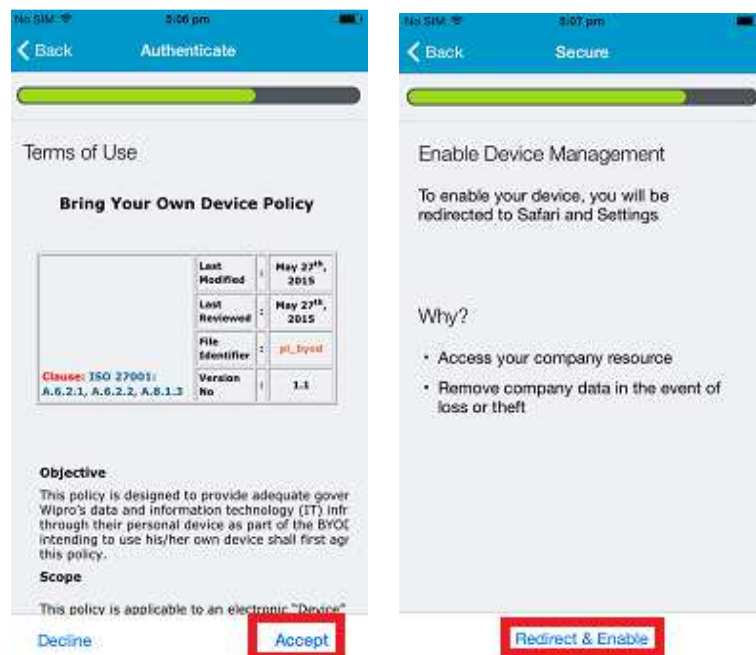 No SIM 5:06 pm
Back Authenticate
Terms of Use
Bring Your Own Device Policy
Last Modified : May 27th, 2015
Last Reviewed : May 27th, 2015
File Identifier : pl_byod
Clause: ISO 27001:
A.6.2.1, A.6.2.2, A.8.1.3
Version No : 1.1
Objective
This policy is designed to provide adequate gover
Wipro's data and information technology (IT) infr
through their personal device as part of the BYOD
intending to use his/her own device shall first agr
this policy.
Scope
This policy is applicable to an electronic "Device"
Decline Accept
No SIM 5:07 pm
Back Secure
Enable Device Management
To enable your device, you will be
redirected to Safari and Settings
Why?
• Access your company resource
• Remove company data in the event of
loss or theft
Redirect & Enable